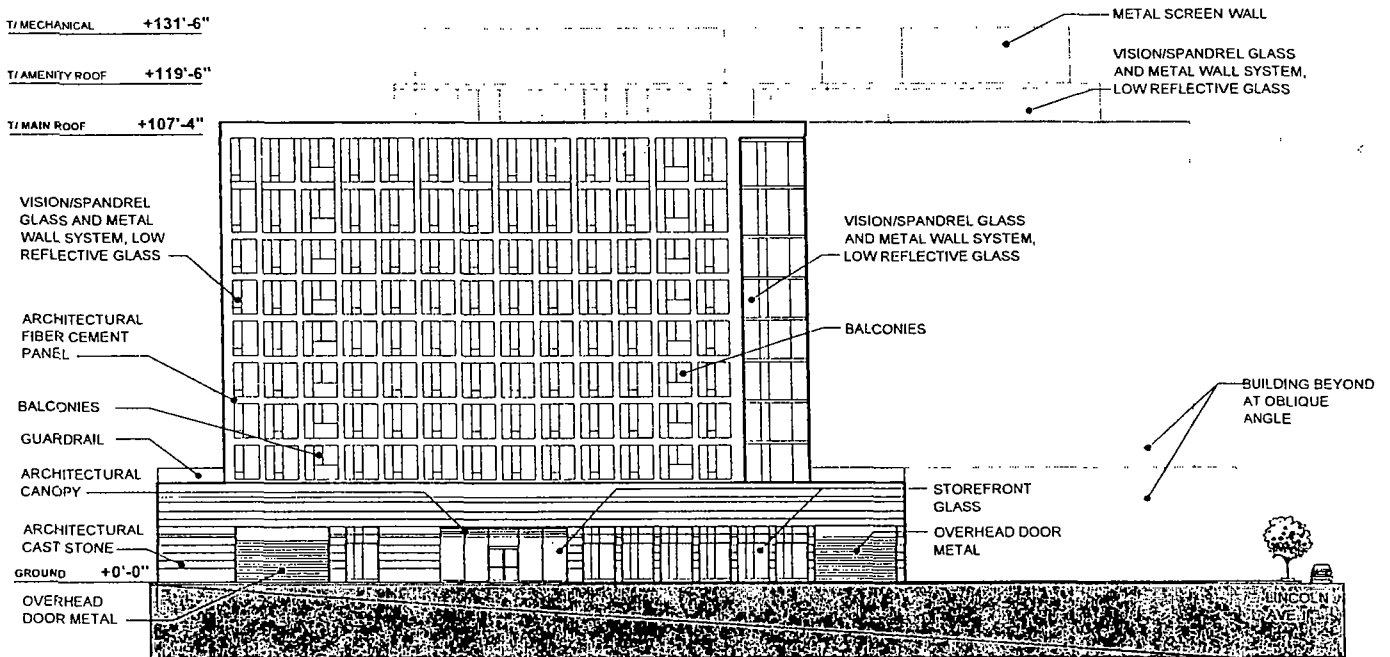 T/ MECHANICAL +131'-6"
T/ AMENITY ROOF +119'-6"
T/ MAIN ROOF +107'-4"
METAL SCREEN WALL
VISION/SPANDREL GLASS
AND METAL WALL SYSTEM,
LOW REFLECTIVE GLASS
VISION/SPANDREL
GLASS AND METAL
WALL SYSTEM, LOW
REFLECTIVE GLASS
ARCHITECTURAL
FIBER CEMENT
PANEL
BALCONIES
GUARDRAIL
ARCHITECTURAL
CANOPY
ARCHITECTURAL
CAST STONE
GROUND +0'-0"
OVERHEAD
DOOR METAL
VISION/SPANDREL GLASS
AND METAL WALL SYSTEM,
LOW REFLECTIVE GLASS
BALCONIES
BUILDING BEYOND
AT OBLIQUE
ANGLE
STOREFRONT
GLASS
OVERHEAD DOOR
METAL
LINCOLN
AVE